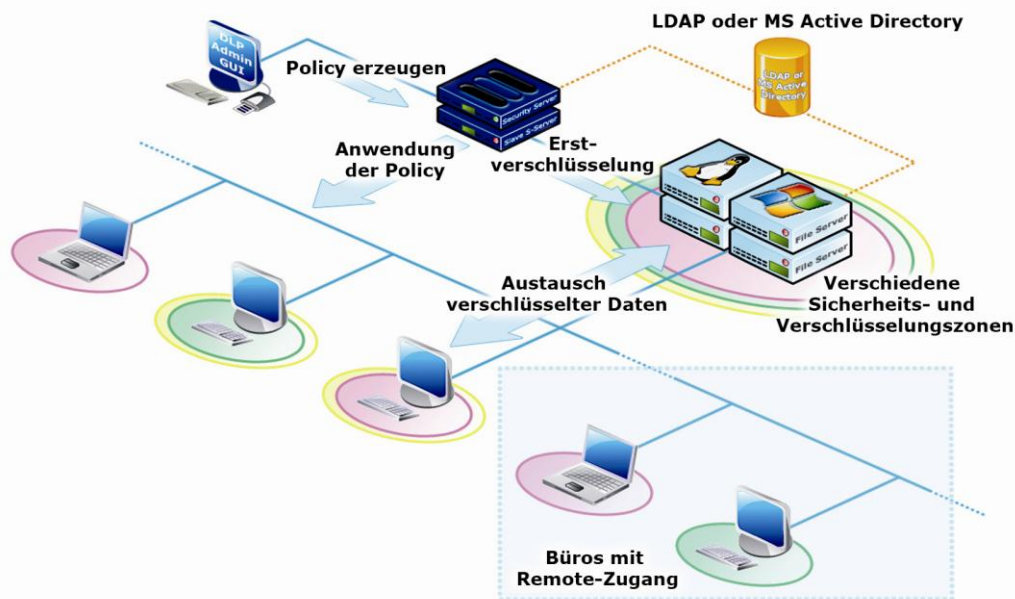 LDAP oder MS Active Directory
DLP
Admin
GUI
Policy erzeugen
LDAP or
MS Active
Directory
Security Server
Slave S-Server
Anwendung
der Policy
Erst-
verschlüsselung
File Server
File Server
Austausch
verschlüsselter Daten
Verschiedene
Sicherheits- und
Verschlüsselungszonen
Büros mit
Remote-Zugang